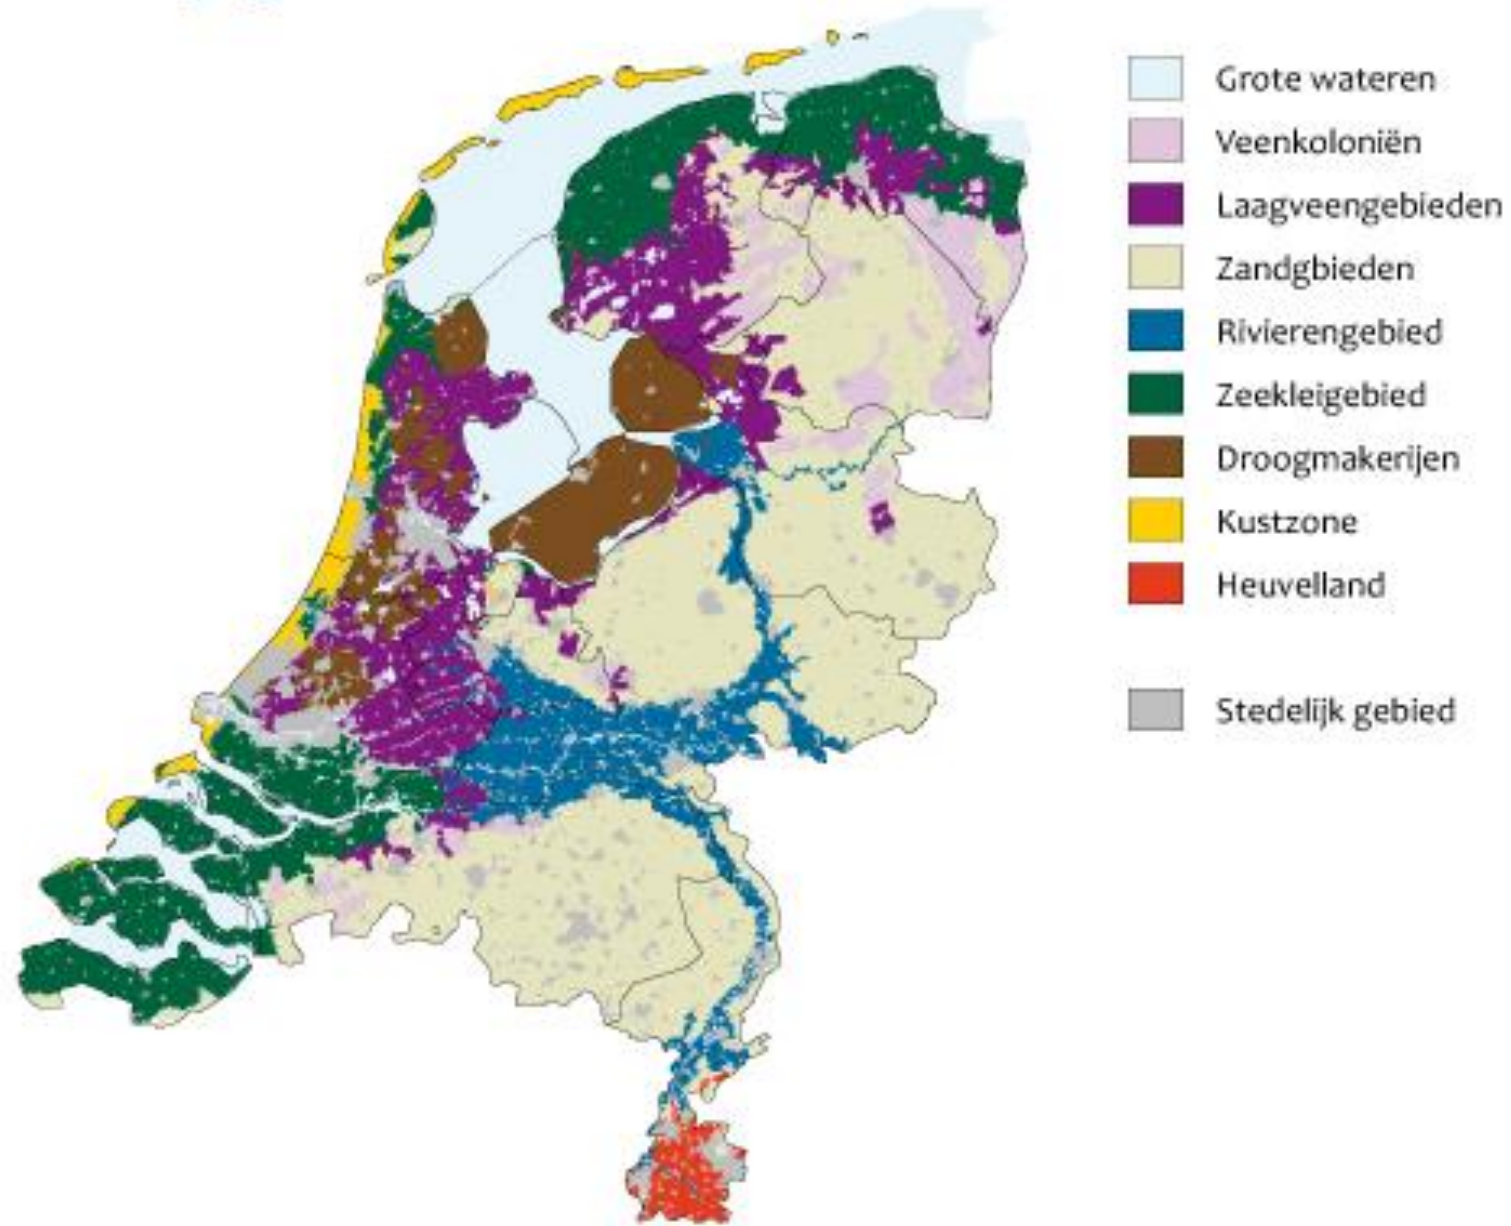 Grote wateren
Veenkoloniën
Laagveengebieden
Zandgbieden
Rivierengebied
Zeekleigebied
Droogmakerijen
Kustzone
Heuvelland
Stedelijk gebied